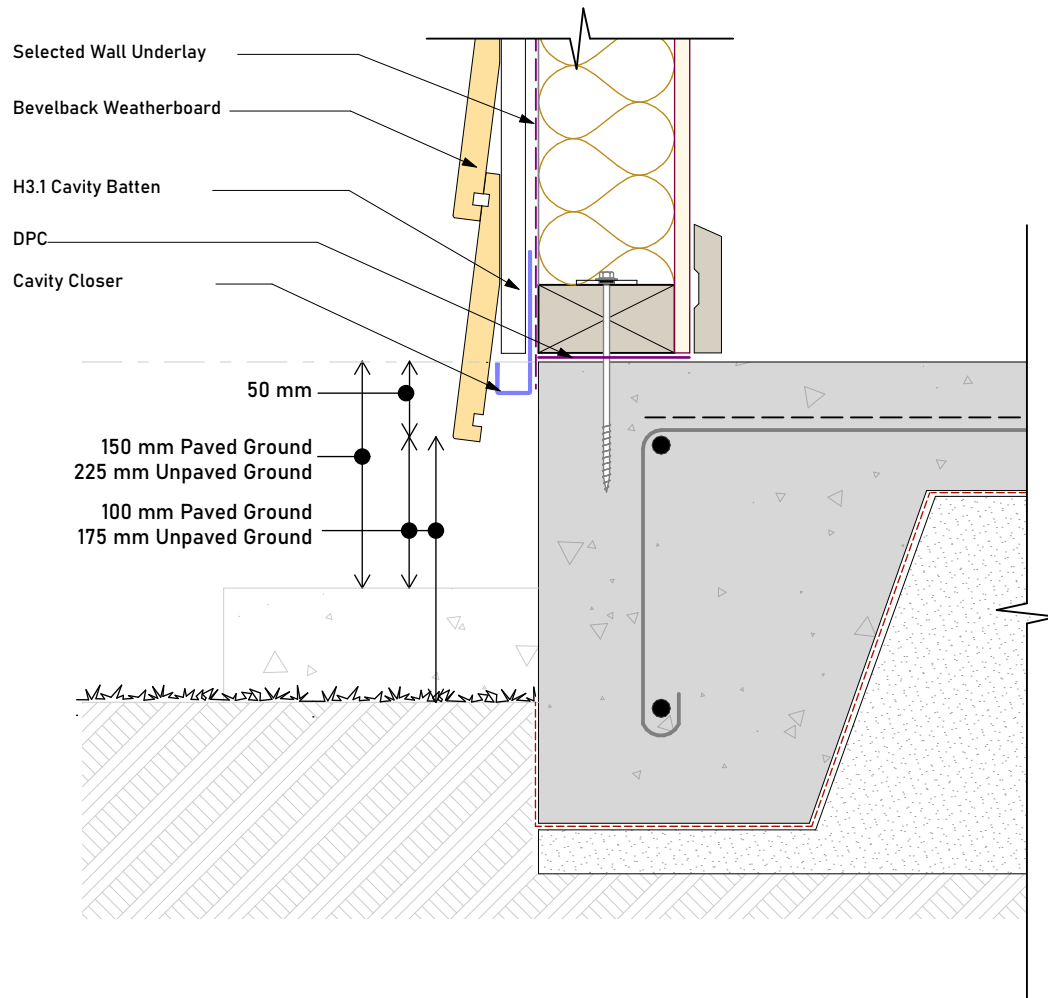 Selected Wall Underlay
Bevelback Weatherboard
H3.1 Cavity Batten
DPC
Cavity Closer
50 mm
150 mm Paved Ground
225 mm Unpaved Ground
100 mm Paved Ground
175 mm Unpaved Ground